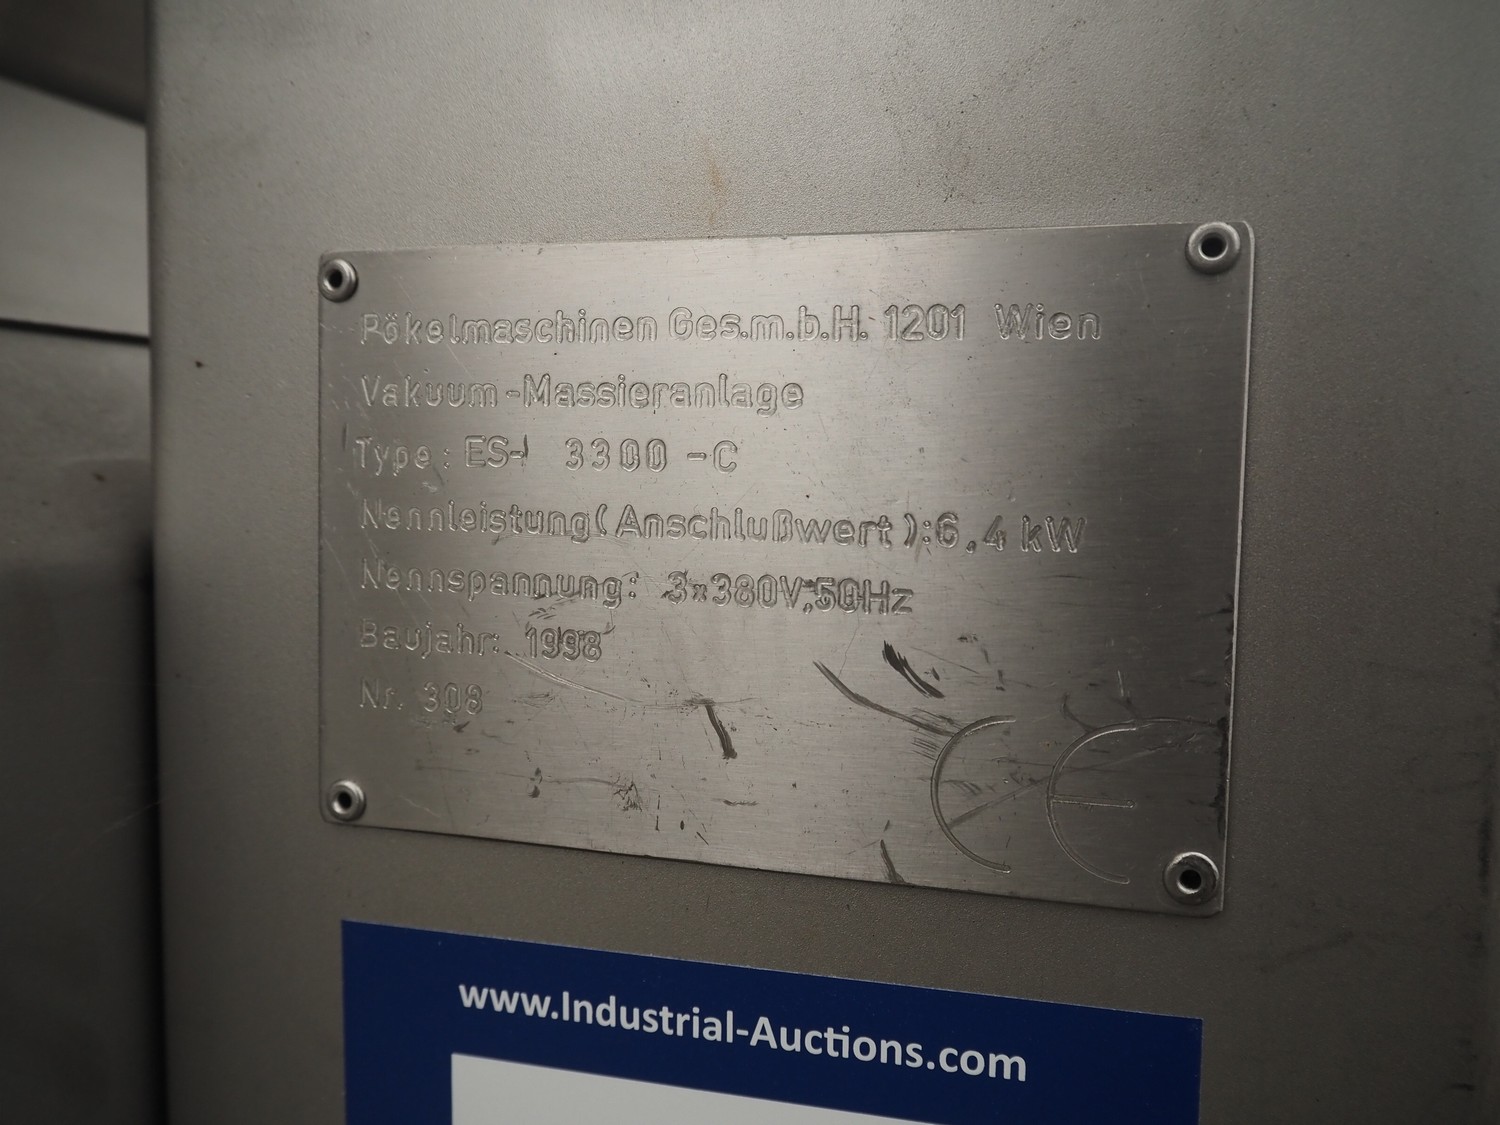 Pökelmaschinen Ges.m.b.H. 1201 Wien
Vakuum-Massieranlage
Type: ES- 3300 -C
Nennleistung(Anschlußwert):6,4 kW
Nennspannung: 3x380V,50Hz
Baujahr: 1998
Nr. 308
CE
www.Industrial-Auctions.com